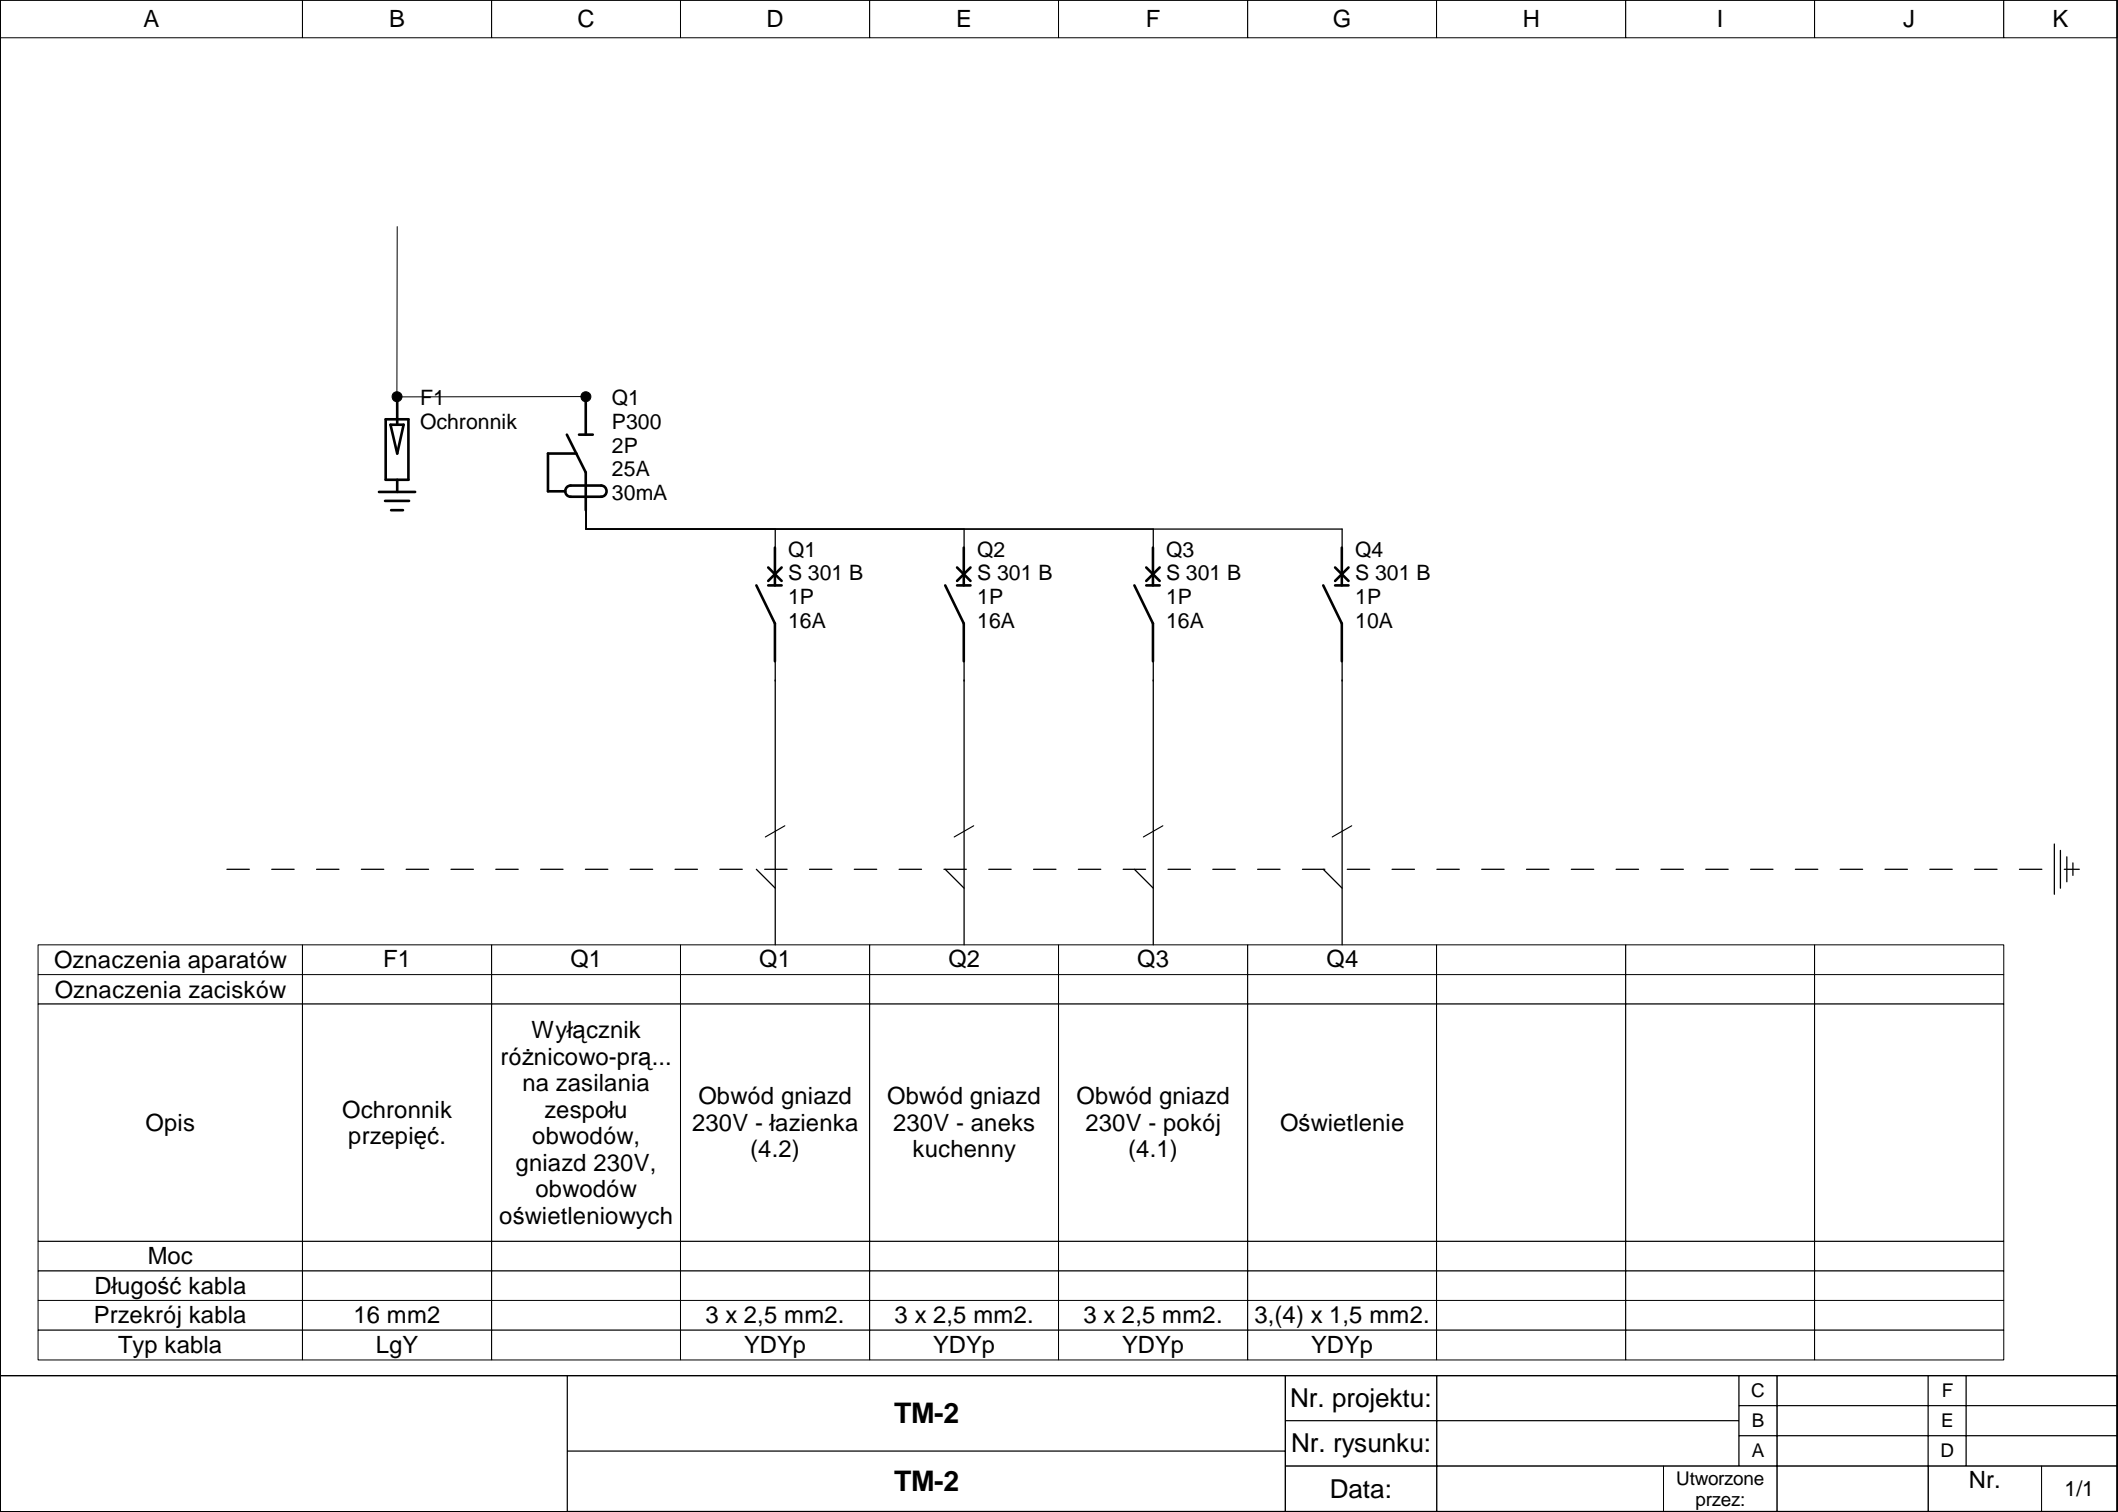 A B C D E F G H I J K
F1
Ochronnik
Q1
P300
2P
25A
30mA
Q1
S 301 B
1P
16A
Q2
S 301 B
1P
16A
Q3
S 301 B
1P
16A
Q4
S 301 B
1P
10A
Oznaczenia aparatów F1 Q1 Q1 Q2 Q3 Q4
Oznaczenia zacisków
Opis
Ochronnik
przepięć.
Wyłącznik
różnicowo-prą...
na zasilania
zespołu
obwodów,
gniazd 230V,
obwodów
oświetleniowych
Obwód gniazd
230V - łazienka
(4.2)
Obwód gniazd
230V - aneks
kuchenny
Obwód gniazd
230V - pokój
(4.1)
Oświetlenie
Moc
Długość kabla
Przekrój kabla 16 mm2 3 x 2,5 mm2. 3 x 2,5 mm2. 3 x 2,5 mm2. 3,(4) x 1,5 mm2.
Typ kabla LgY YDYp YDYp YDYp YDYp
TM-2
TM-2
Nr. projektu:
Nr. rysunku:
Data:
C F
B E
A D
Utworzone
przez:
Nr. 1/1